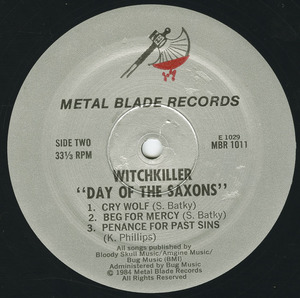 METAL BLADE RECORDS
SIDE TWO
33⅓ RPM
E 1029
MBR 1011
WITCHKILLER
"DAY OF THE SAXONS"
1. CRY WOLF (S. Batky)
2. BEG FOR MERCY (S. Batky)
3. PENANCE FOR PAST SINS
(K. Phillips)
All songs published by
Bloody Skull Music/Amgine Music/
Bug Music (BMI)
Administered by Bug Music
© 1984 Metal Blade Records
All Rights Reserved